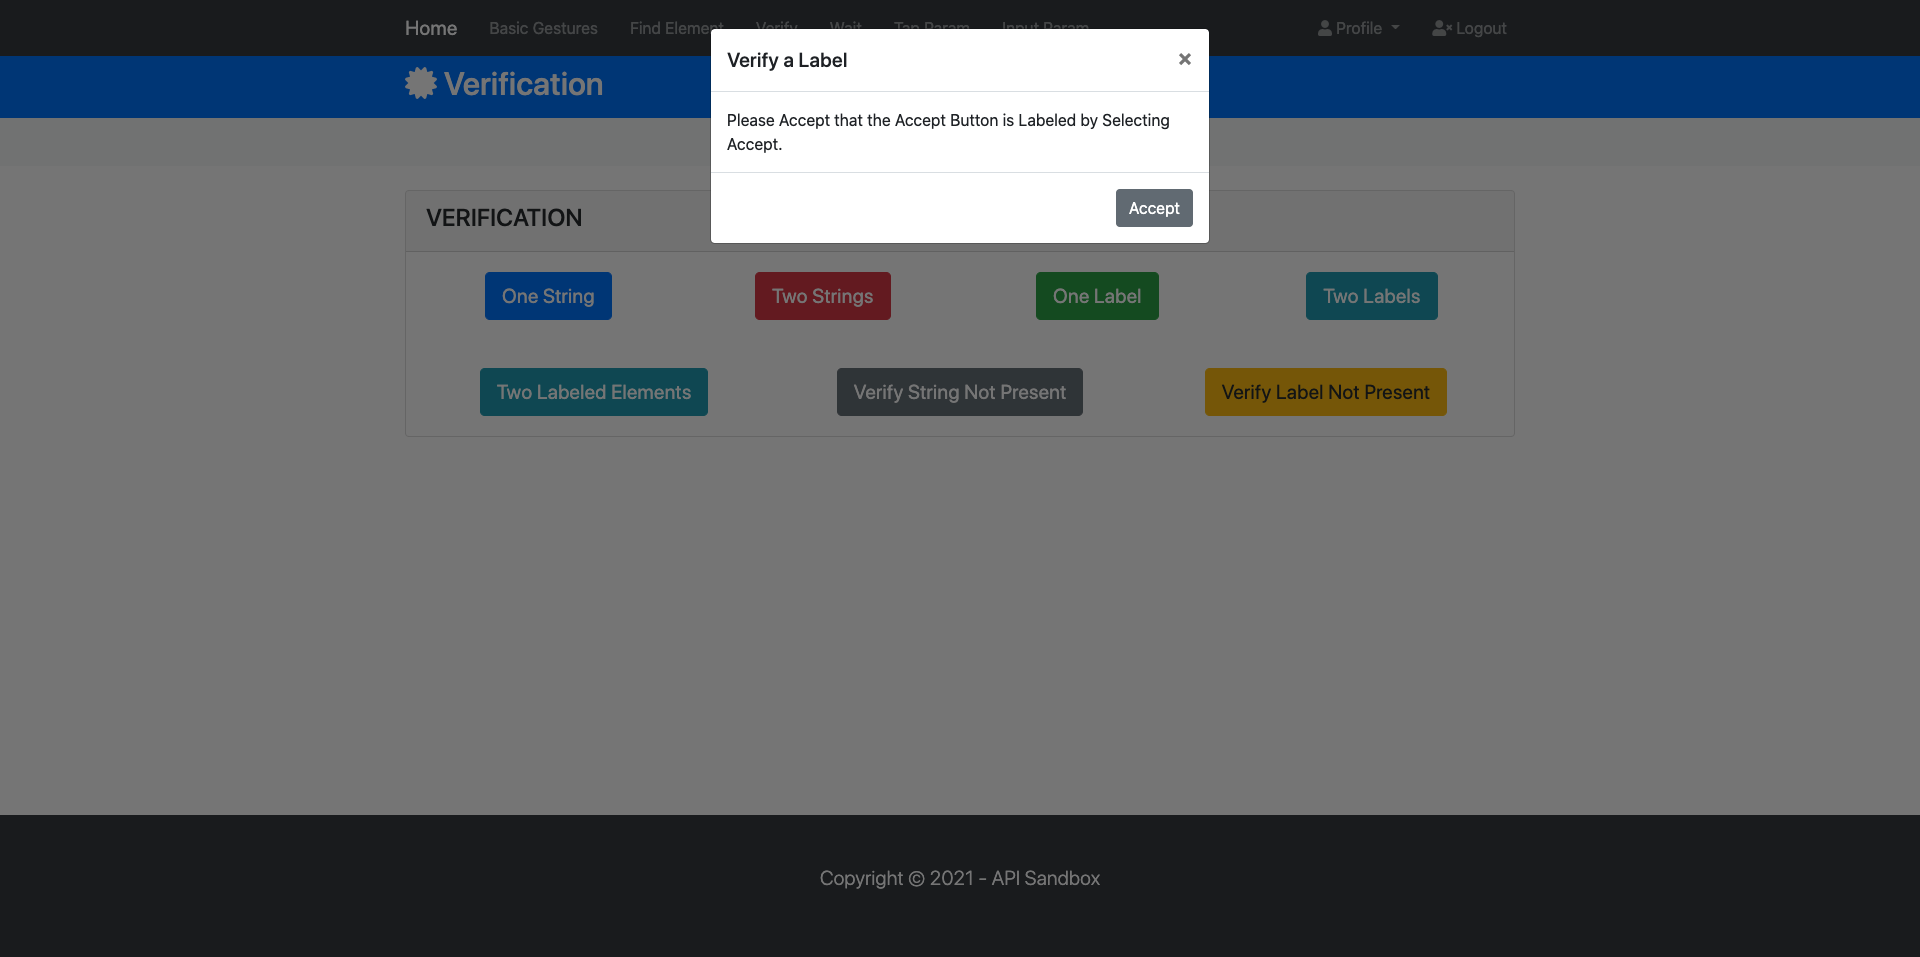 Home Basic Gestures Find Element Verify Wait Tap Param Input Param Profile Logout
Verify a Label ×
Verification
Please Accept that the Accept Button is Labeled by Selecting
Accept.
Accept
VERIFICATION
One String Two Strings One Label Two Labels
Two Labeled Elements Verify String Not Present Verify Label Not Present
Copyright © 2021 - API Sandbox